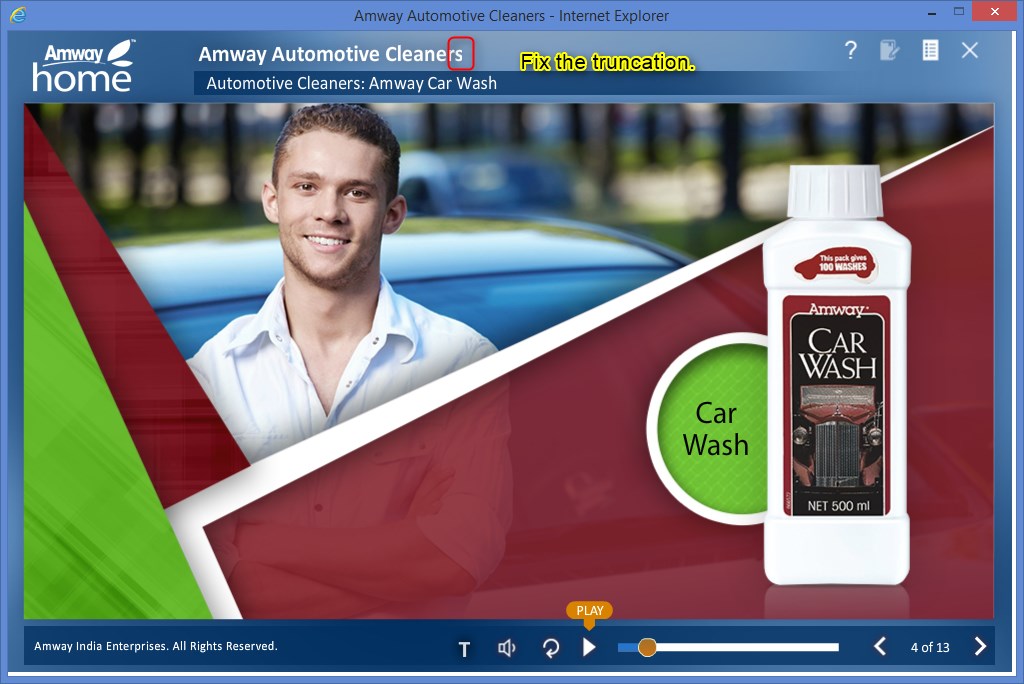 Amway Automotive Cleaners - Internet Explorer
Amway™
home
Amway Automotive Cleaners
Fix the truncation.
?
Automotive Cleaners: Amway Car Wash
This pack gives
100 WASHES
Amway
CAR
WASH
Car
Wash
NET 500 ml
PLAY
Amway India Enterprises. All Rights Reserved.
T
4 of 13